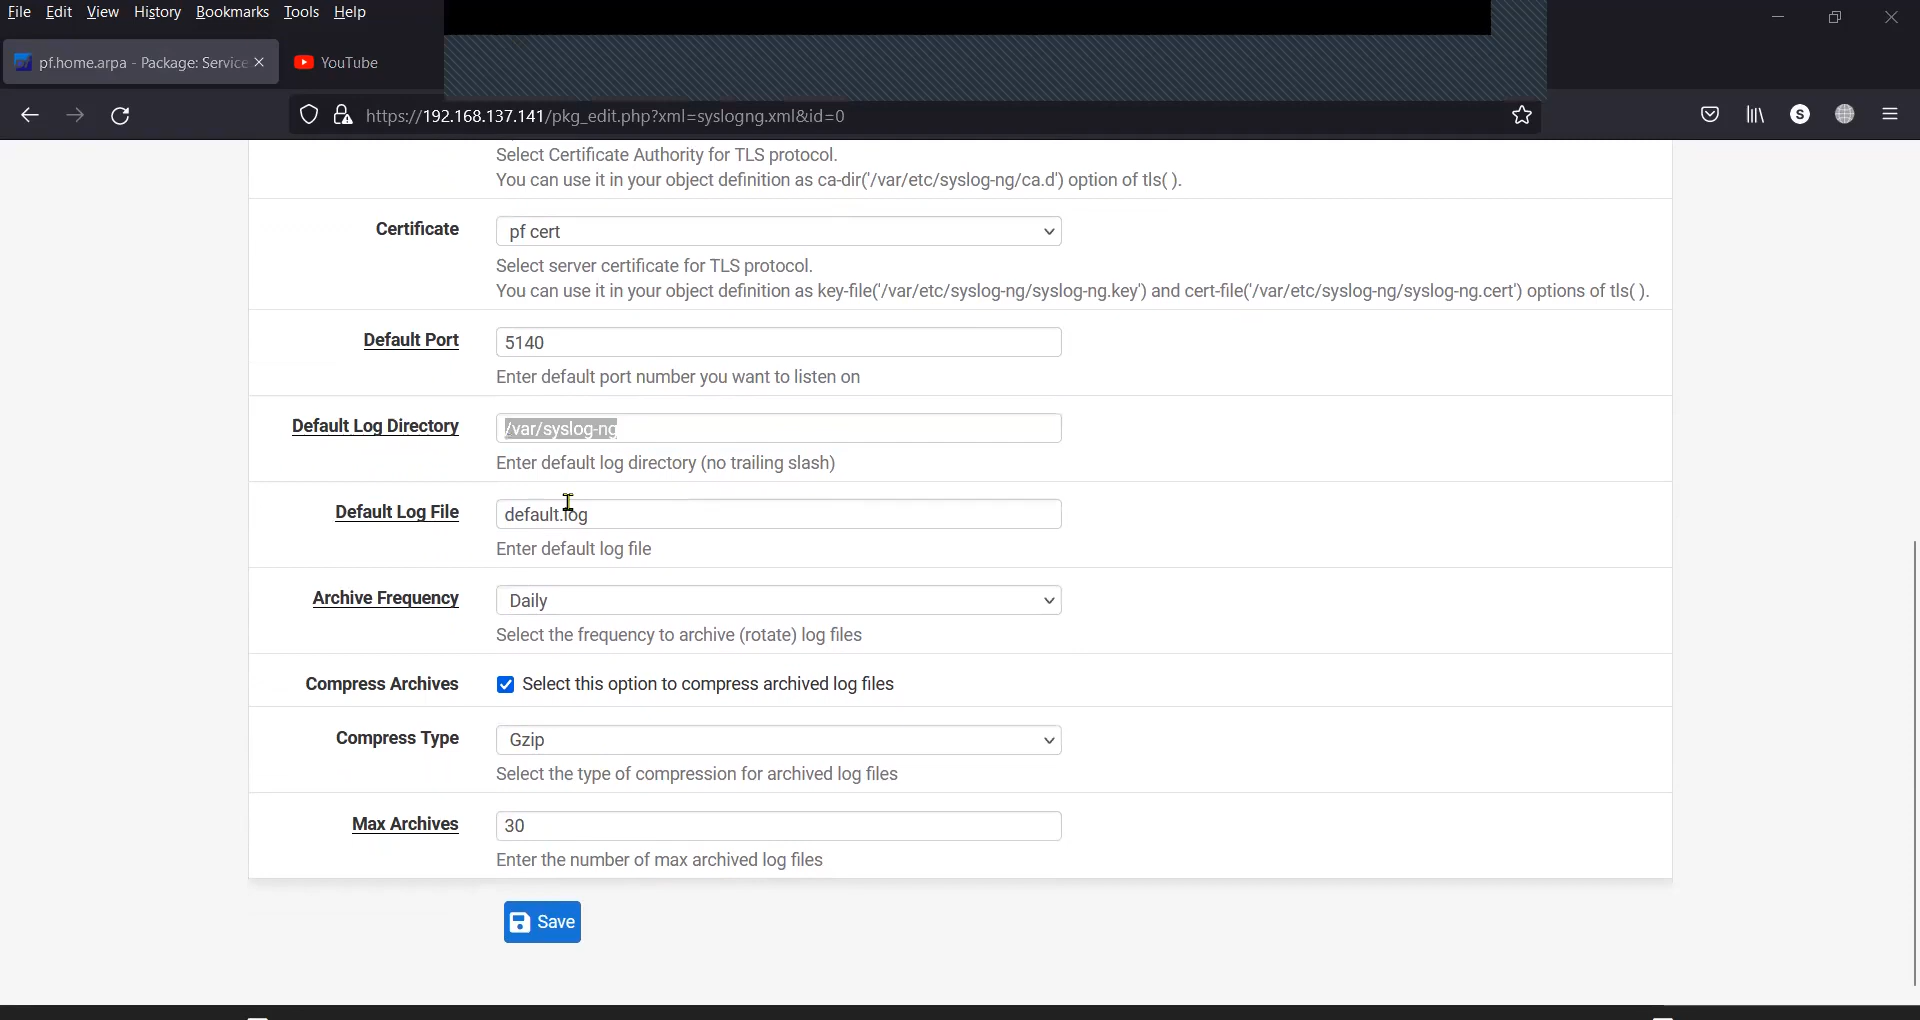 File Edit View History Bookmarks Tools Help
pf.home.arpa - Package: Service
YouTube
https://192.168.137.141/pkg_edit.php?xml=syslogng.xml&id=0
S
Select Certificate Authority for TLS protocol.
You can use it in your object definition as ca-dir('/var/etc/syslog-ng/ca.d') option of tls( ).
Certificate
pf cert
Select server certificate for TLS protocol.
You can use it in your object definition as key-file('/var/etc/syslog-ng/syslog-ng.key') and cert-file('/var/etc/syslog-ng/syslog-ng.cert') options of tls( ).
Default Port
5140
Enter default port number you want to listen on
Default Log Directory
/var/syslog-ng
Enter default log directory (no trailing slash)
Default Log File
default.log
Enter default log file
Archive Frequency
Daily
Select the frequency to archive (rotate) log files
Compress Archives
Select this option to compress archived log files
Compress Type
Gzip
Select the type of compression for archived log files
Max Archives
30
Enter the number of max archived log files
Save